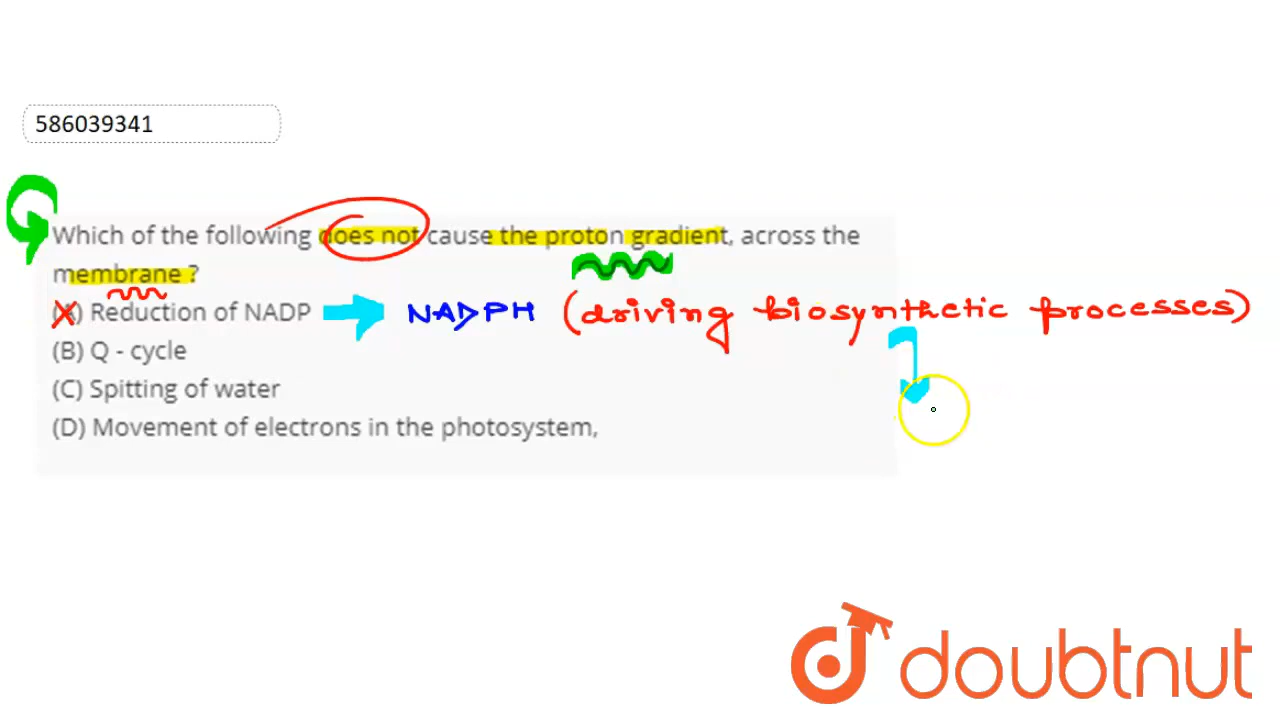 586039341
Which of the following does not cause the proton gradient, across the
membrane ?
(A) Reduction of NADP NADPH (driving biosynthetic processes)
(B) Q - cycle
(C) Spitting of water
(D) Movement of electrons in the photosystem,
doubtnut